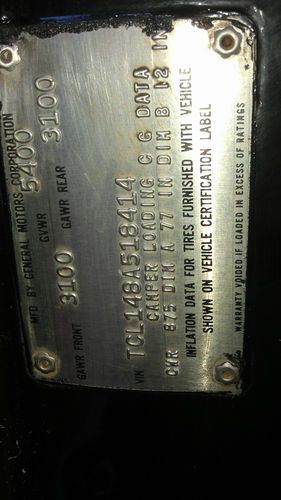 MFD BY GENERAL MOTORS CORPORATION
5400
GVWR
3100 3100
GAWR FRONT GAWR REAR
VIN TCL148A518414
CAMPER LOADING C G DATA
CWR 875 DIM A 77 IN DIM B 12 IN
INFLATION DATA FOR TIRES FURNISHED WITH VEHICLE
SHOWN ON VEHICLE CERTIFICATION LABEL
WARRANTY VOIDED IF LOADED IN EXCESS OF RATINGS